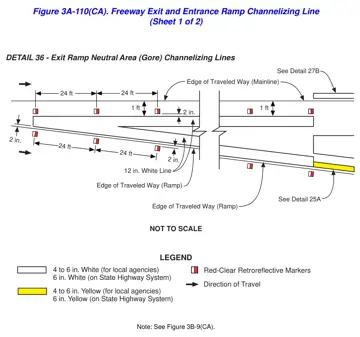 Figure 3A-110(CA). Freeway Exit and Entrance Ramp Channelizing Line
(Sheet 1 of 2)
DETAIL 36 - Exit Ramp Neutral Area (Gore) Channelizing Lines
See Detail 27B
Edge of Traveled Way (Mainline)
24 ft
24 ft
1 ft
2 in.
1 ft
2 in.
24 ft
24 ft
2 in.
12 in. White Line
Edge of Traveled Way (Ramp)
Edge of Traveled Way (Ramp)
See Detail 25A
NOT TO SCALE
LEGEND
4 to 6 in. White (for local agencies)
6 in. White (on State Highway System)
Red-Clear Retroreflective Markers
Direction of Travel
4 to 6 in. Yellow (for local agencies)
6 in. Yellow (on State Highway System)
Note: See Figure 3B-9(CA).